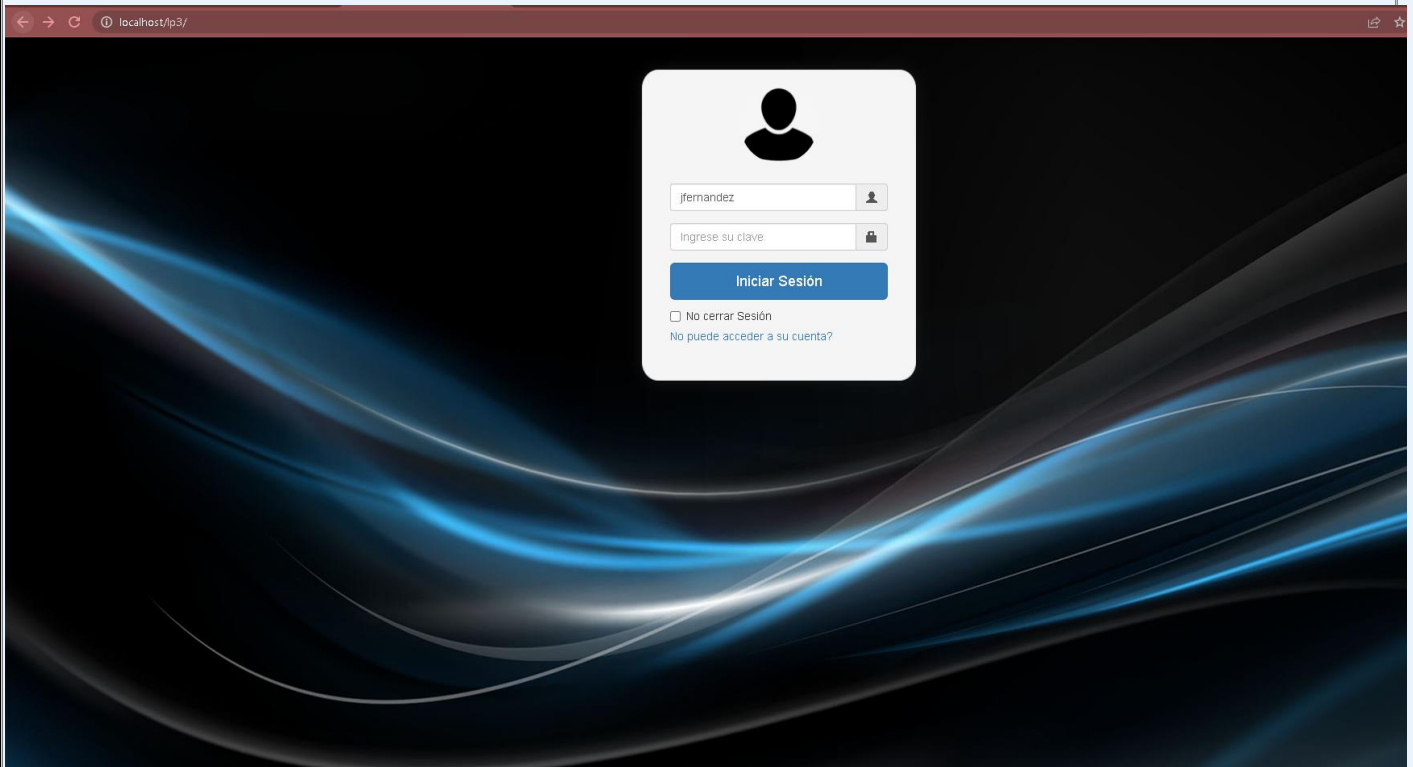 localhost/lp3/
jfernandez
Ingrese su clave
Iniciar Sesión
No cerrar Sesión
No puede acceder a su cuenta?